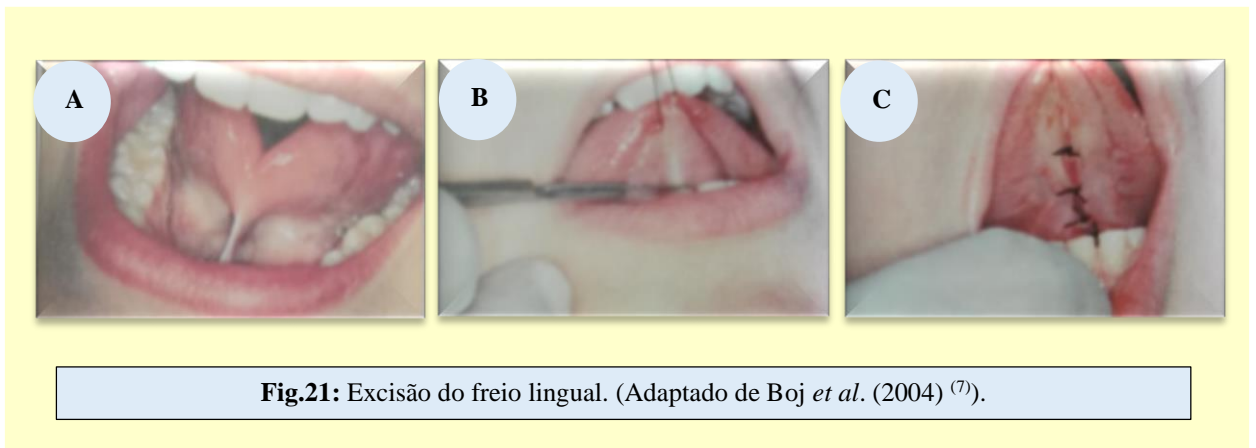 A
B
C
Fig.21: Excisão do freio lingual. (Adaptado de Boj et al. (2004) (7)).